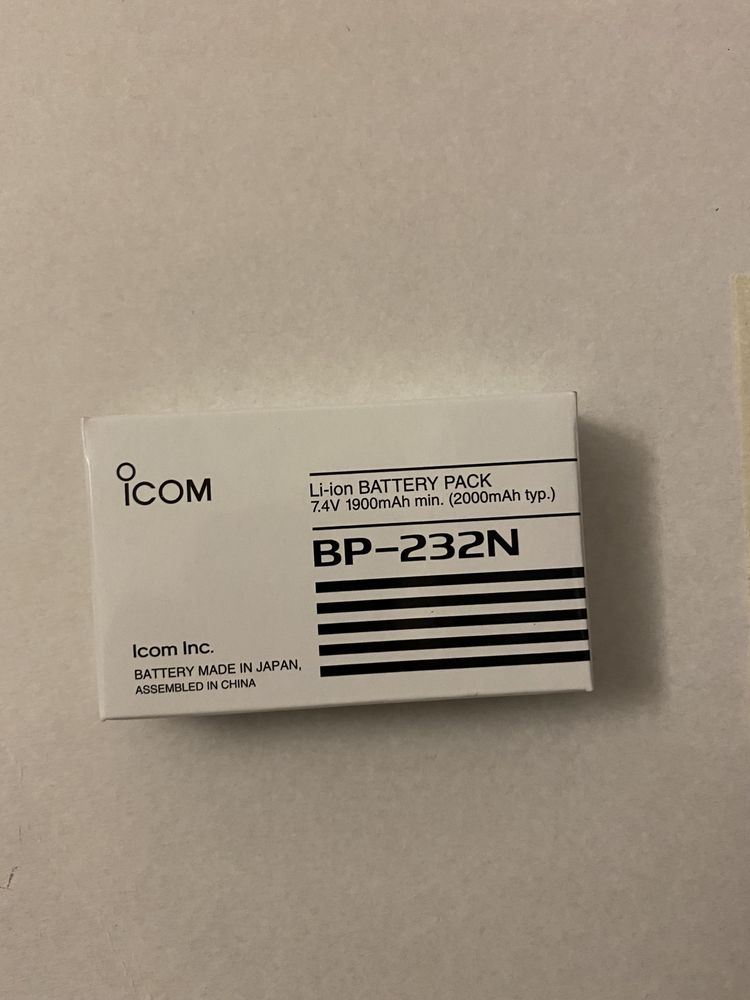 ICOM
Li-ion BATTERY PACK
7.4V 1900mAh min. (2000mAh typ.)
BP-232N
Icom Inc.
BATTERY MADE IN JAPAN,
ASSEMBLED IN CHINA